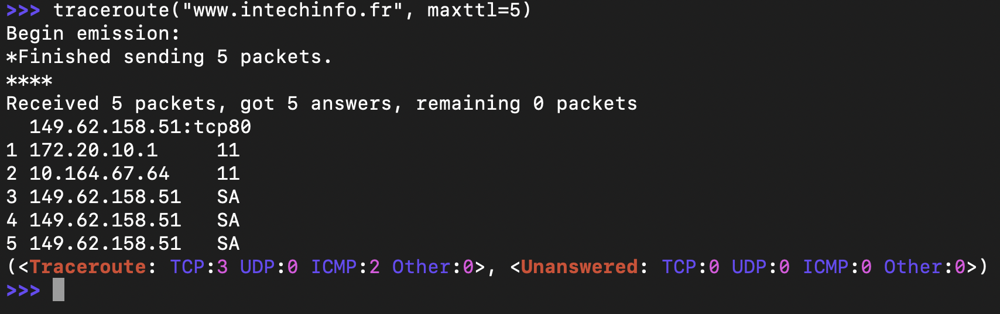 >>> traceroute("www.intechinfo.fr", maxttl=5)
Begin emission:
*Finished sending 5 packets.
****
Received 5 packets, got 5 answers, remaining 0 packets
  149.62.158.51:tcp80
1 172.20.10.1     11
2 10.164.67.64    11
3 149.62.158.51   SA
4 149.62.158.51   SA
5 149.62.158.51   SA
(<Traceroute: TCP:3 UDP:0 ICMP:2 Other:0>, <Unanswered: TCP:0 UDP:0 ICMP:0 Other:0>)
>>>